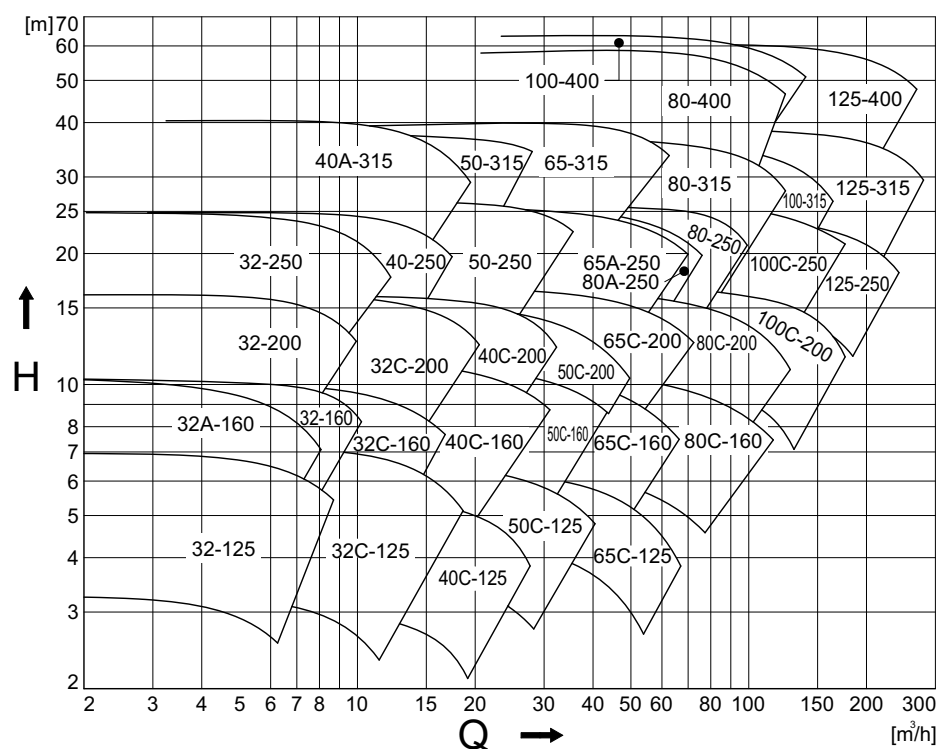 [m] 70
60
50
40
30
25
20
15
10
8
7
6
5
4
3
2
H
100-400
80-400
125-400
40A-315
50-315
65-315
80-315
100-315
125-315
32-250
40-250
50-250
65A-250
80A-250
80-250
100C-250
125-250
32-200
32C-200
40C-200
50C-200
65C-200
80C-200
100C-200
32A-160
32-160
32C-160
40C-160
50C-160
65C-160
80C-160
32-125
32C-125
40C-125
50C-125
65C-125
2 3 4 5 6 7 8 10 15 20 30 40 50 60 80 100 150 200 300
Q
[m³/h]